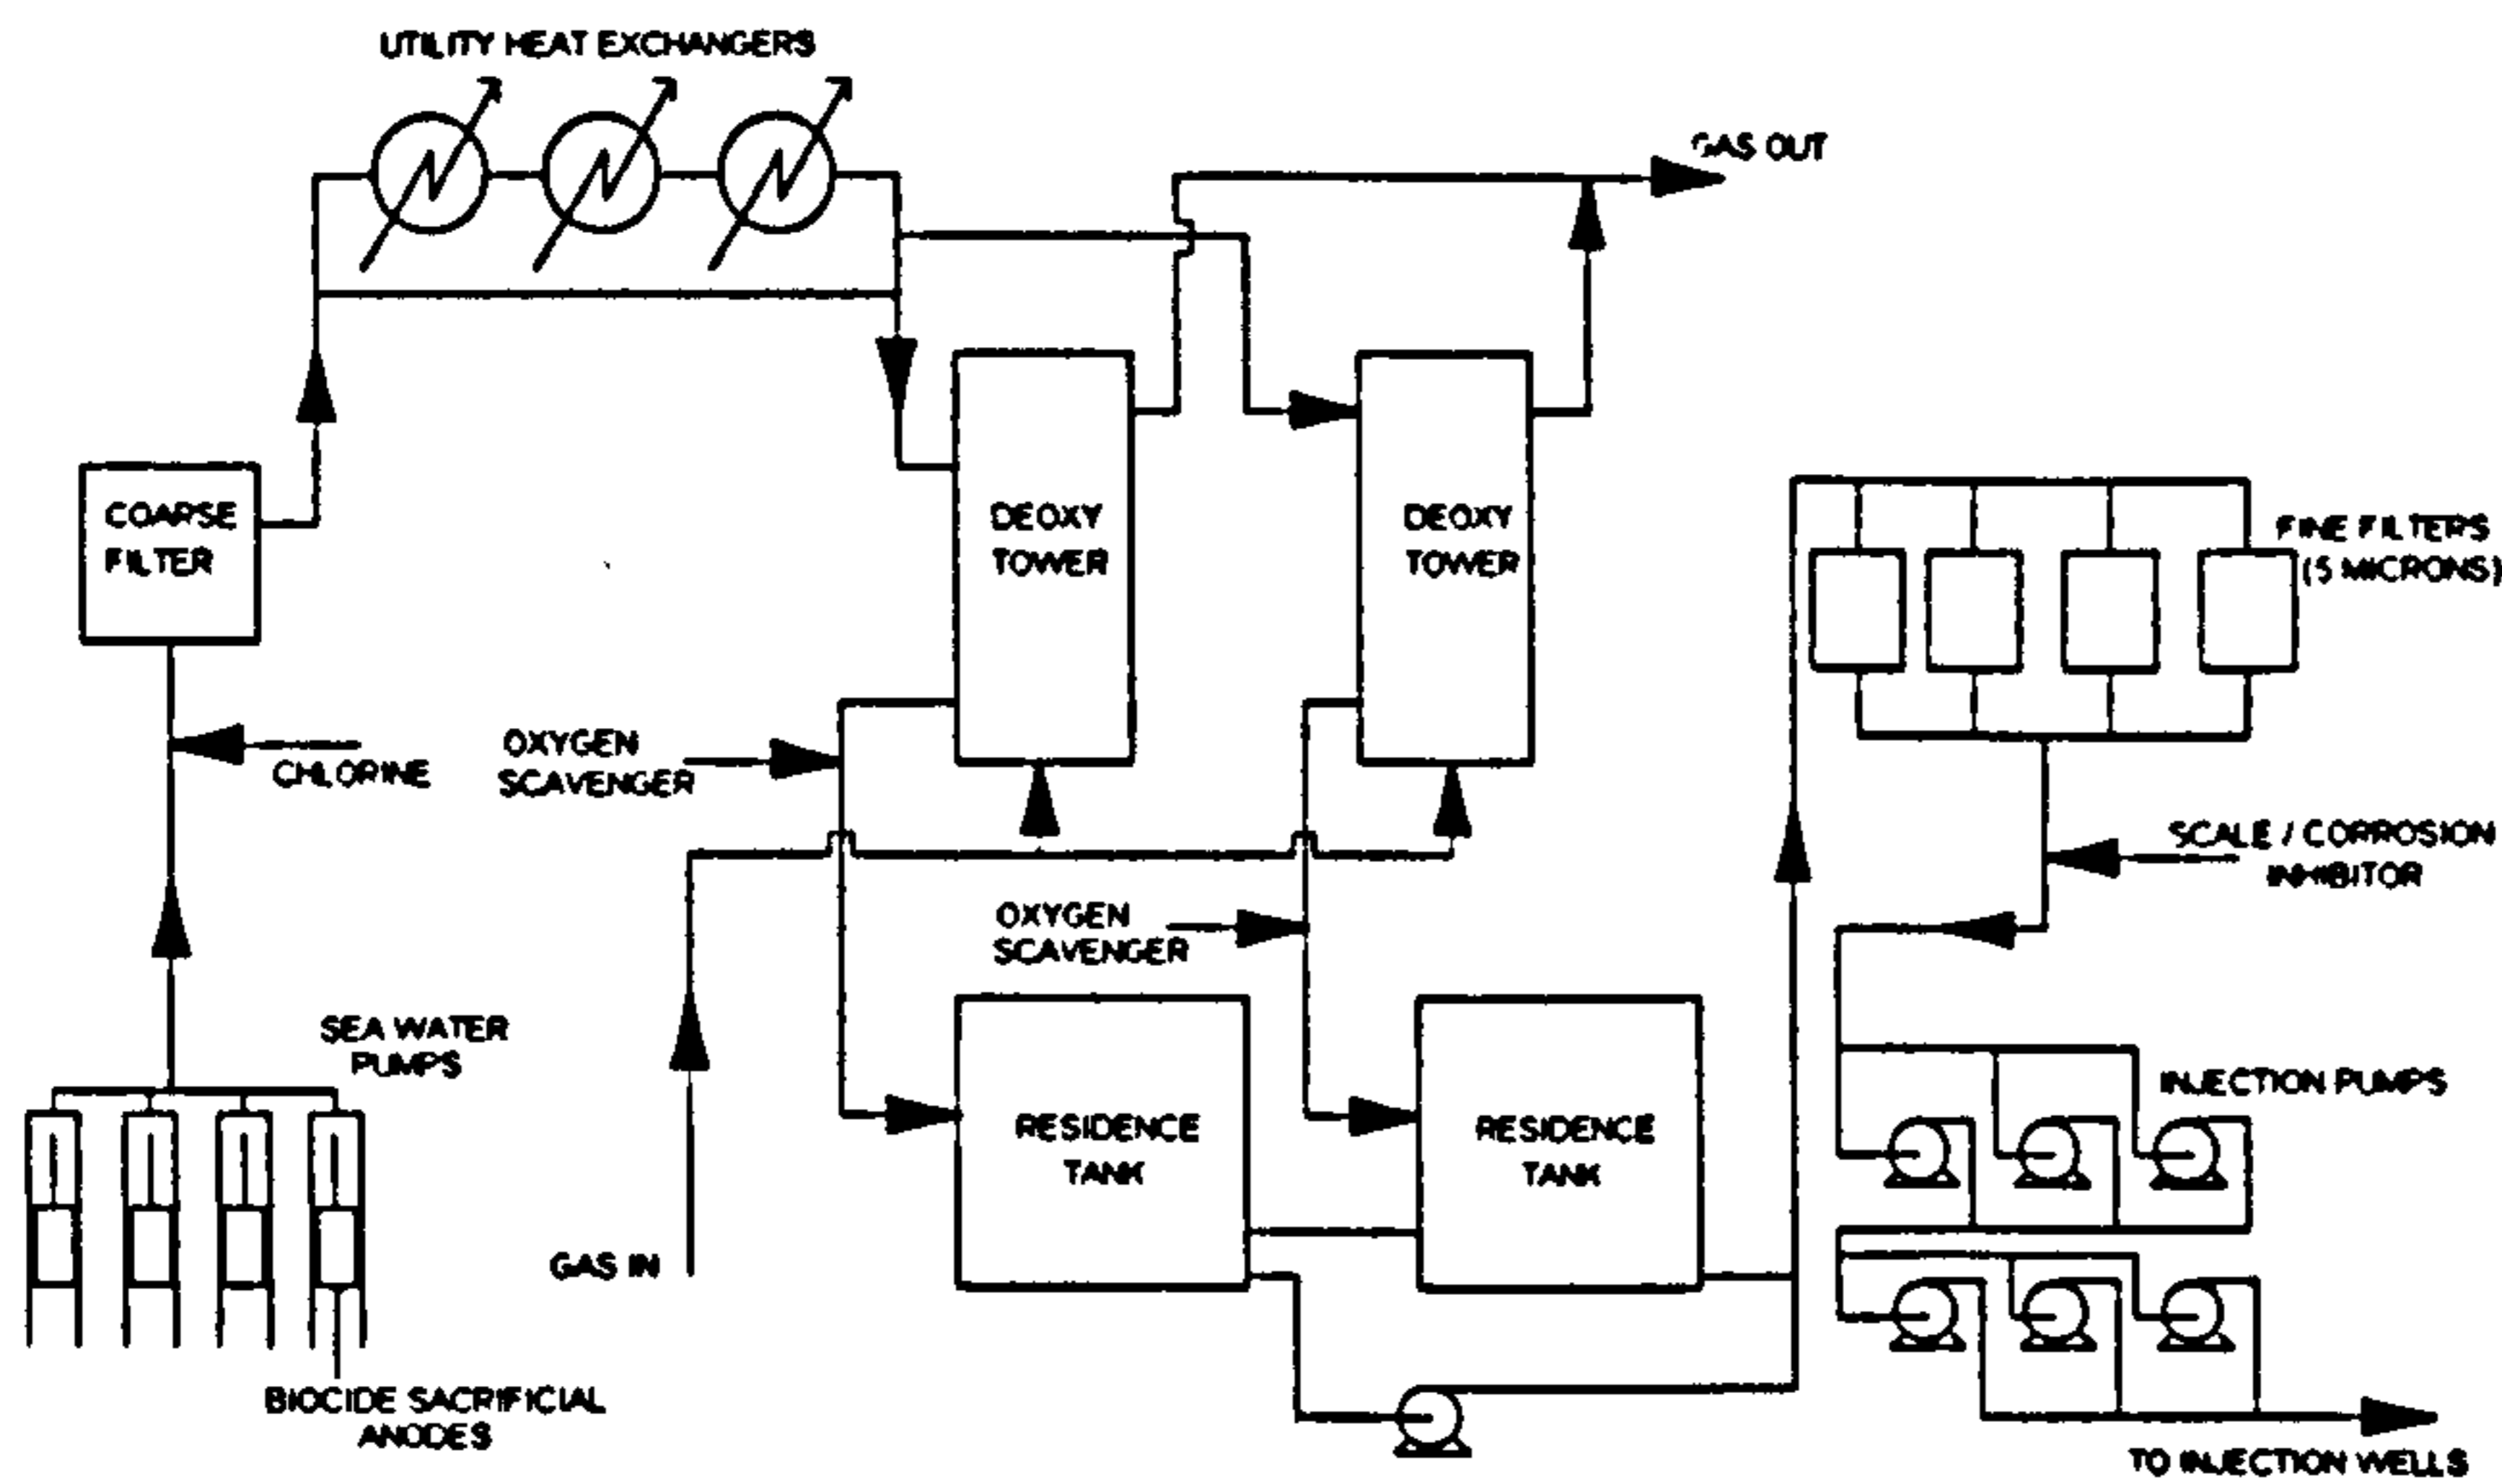 UTILITY HEAT EXCHANGERS
GAS OUT
COARSE
FILTER
DEOXY
TOWER
DEOXY
TOWER
FINE FILTERS
(5 MICRONS)
CHLORINE
OXYGEN
SCAVENGER
SCALE / CORROSION
INHIBITOR
OXYGEN
SCAVENGER
SEA WATER
PUMPS
INJECTION PUMPS
RESIDENCE
TANK
RESIDENCE
TANK
GAS IN
BIOCIDE SACRIFICIAL
ANODES
TO INJECTION WELLS